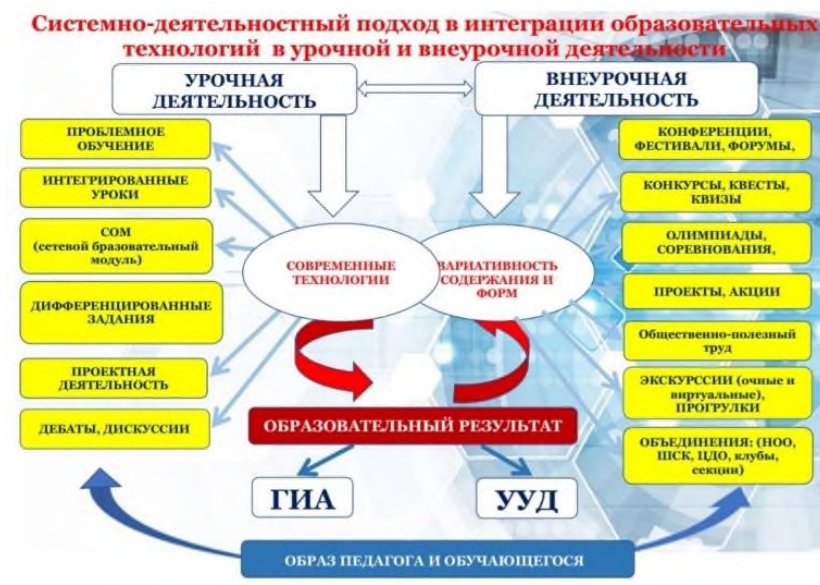 Системно-деятельностный подход в интеграции образовательных
технологий в урочной и внеурочной деятельности
УРОЧНАЯ
ДЕЯТЕЛЬНОСТЬ
ВНЕУРОЧНАЯ
ДЕЯТЕЛЬНОСТЬ
ПРОБЛЕМНОЕ
ОБУЧЕНИЕ
ИНТЕГРИРОВАННЫЕ
УРОКИ
СОМ
(сетевой бразовательный
модуль)
ДИФФЕРЕНЦИРОВАННЫЕ
ЗАДАНИЯ
ПРОЕКТНАЯ
ДЕЯТЕЛЬНОСТЬ
ДЕБАТЫ, ДИСКУССИИ
СОВРЕМЕННЫЕ
ТЕХНОЛОГИИ
ВАРИАТИВНОСТЬ
СОДЕРЖАНИЯ И
ФОРМ
КОНФЕРЕНЦИИ,
ФЕСТИВАЛИ, ФОРУМЫ,
КОНКУРСЫ, КВЕСТЫ,
КВИЗЫ
ОЛИМПИАДЫ,
СОРЕВНОВАНИЯ,
ПРОЕКТЫ, АКЦИИ
Общественно-полезный
труд
ЭКСКУРССИИ (очные и
виртуальные),
ПРОГРУЛКИ
ОБЪЕДИНЕНИЯ: (НОО,
ШСК, ЦДО, клубы,
секции)
ОБРАЗОВАТЕЛЬНЫЙ РЕЗУЛЬТАТ
ГИА
УУД
ОБРАЗ ПЕДАГОГА И ОБУЧАЮЩЕГОСЯ